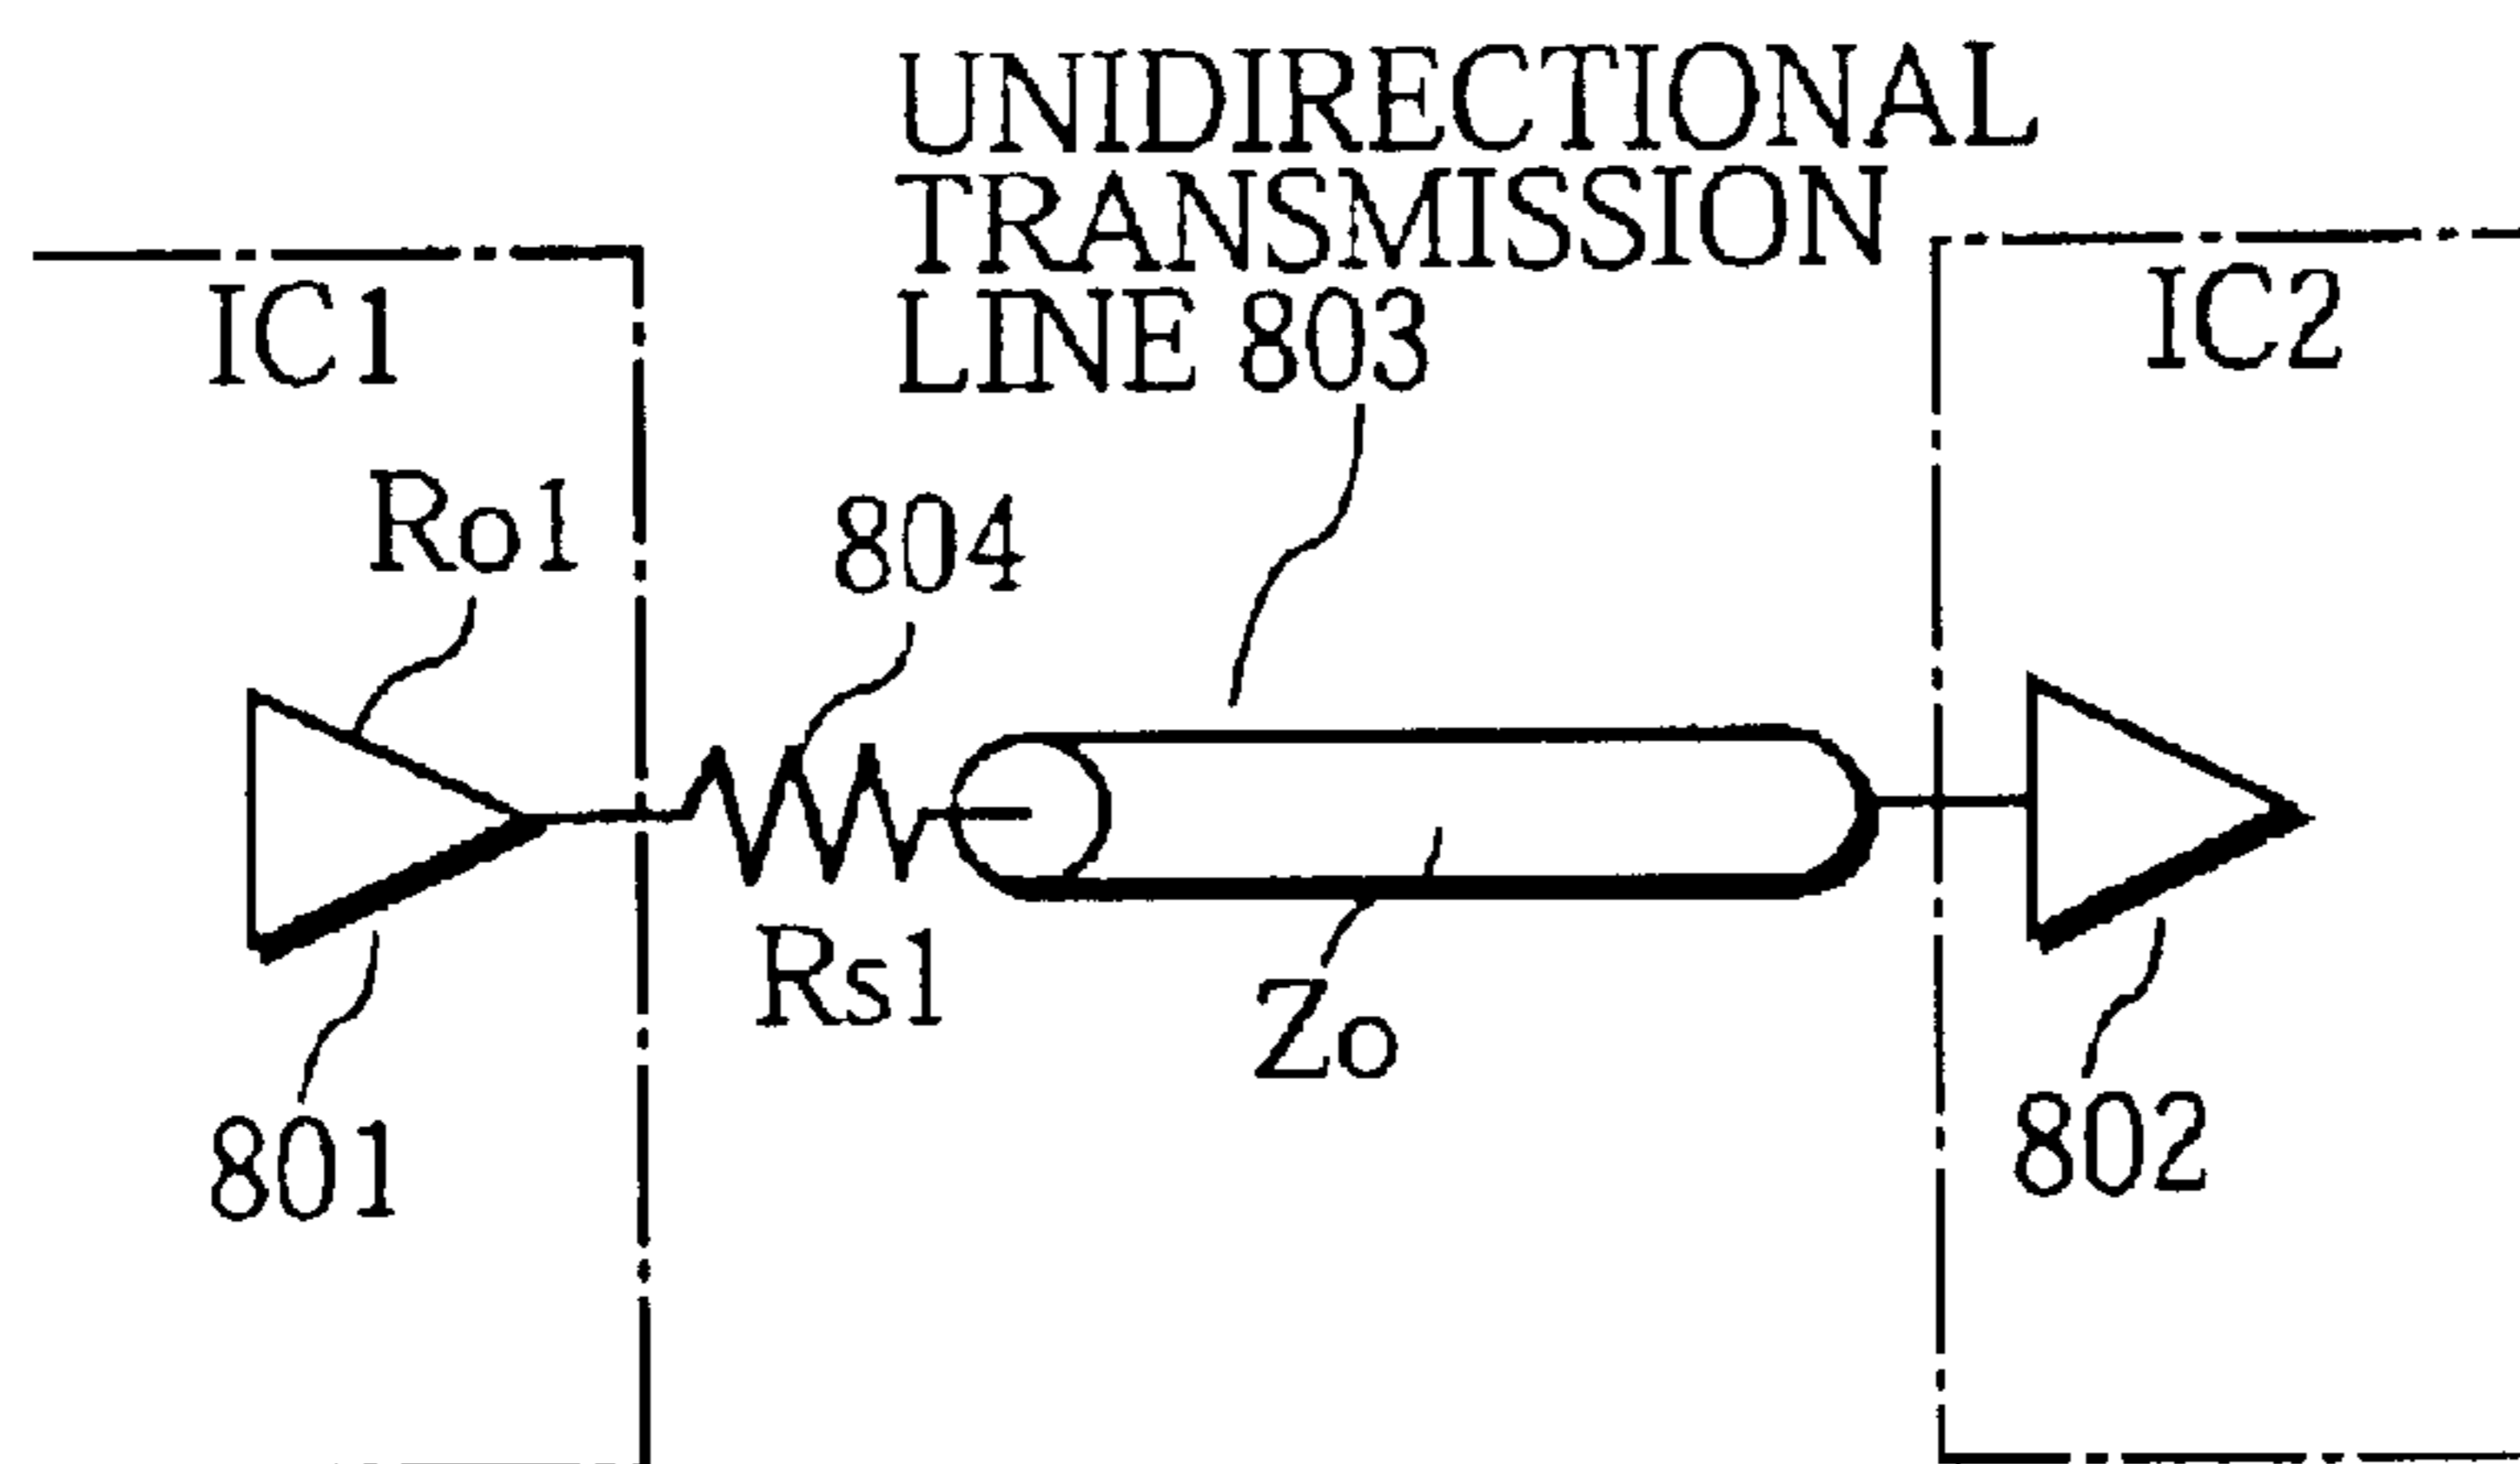 UNIDIRECTIONAL
TRANSMISSION
LINE 803
IC1
IC2
Ro1
804
Rs1
Zo
801
802